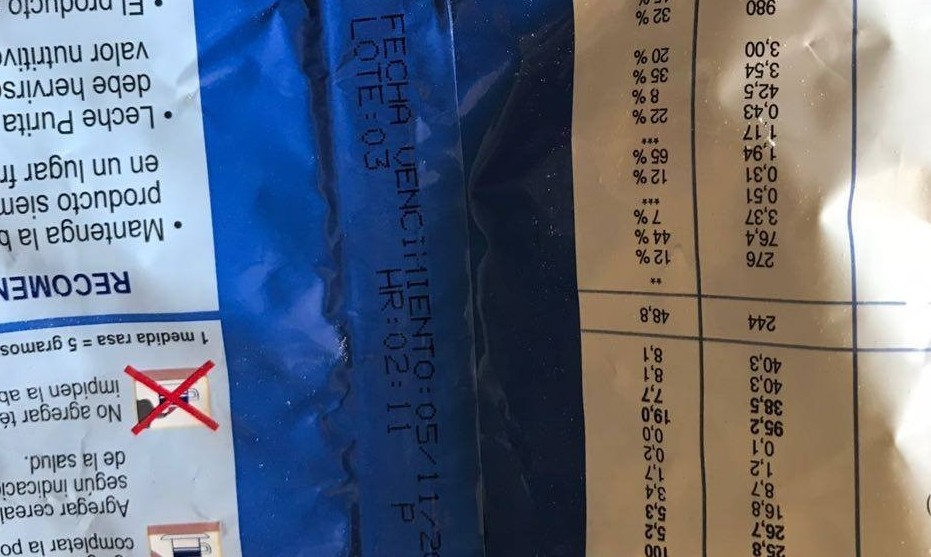 100
25,8 5,2
26,7 5,3
16,8 3,4
8,7 1,7
1,2 0,2
0,1 0,0
95,2 19,0
38,5 7,7
40,3 8,1
40,3 8,1
244 48,8
**
276 12 %
76,4 44 %
3,37 7 %
0,51 ***
0,31 12 %
1,94 65 %
1,17 ***
0,43 22 %
42,5 8 %
3,54 35 %
3,00 20 %
980 32 %
FECHA VENCIMIENTO:05/11/2
LOTE:03 HR:02:11 P
completar la po
Agregar cereal
según indicaci
de la salud.
No agregar té
impiden la ab
1 medida rasa = 5 gramos
RECOMEN
• Mantenga la b
producto siem
en un lugar fr
• Leche Purita
debe hervirs
valor nutritiv
• El producto